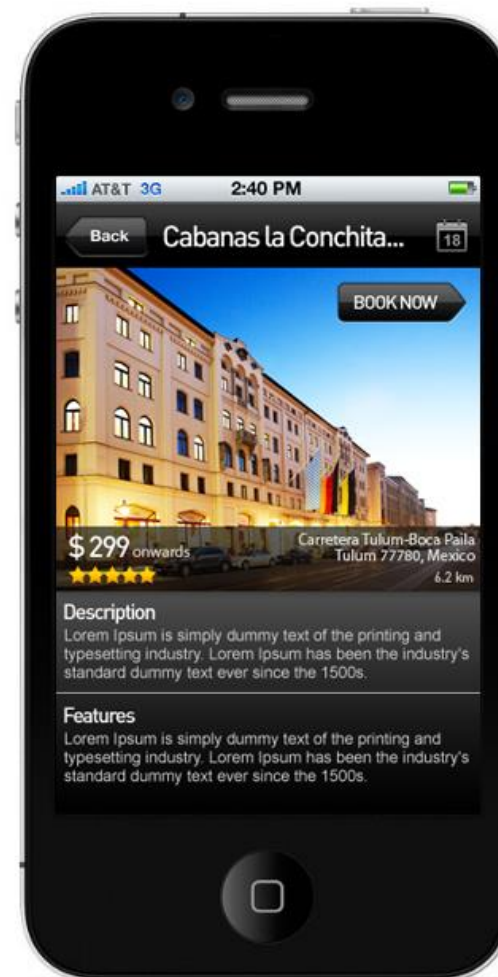 AT&T 3G 2:40 PM
Back Cabanas la Conchita... 18
BOOK NOW
$299 onwards
Carretera Tulum-Boca Paila
Tulum 77780, Mexico
6.2 km
Description
Lorem Ipsum is simply dummy text of the printing and
typesetting industry. Lorem Ipsum has been the industry's
standard dummy text ever since the 1500s.
Features
Lorem Ipsum is simply dummy text of the printing and
typesetting industry. Lorem Ipsum has been the industry's
standard dummy text ever since the 1500s.